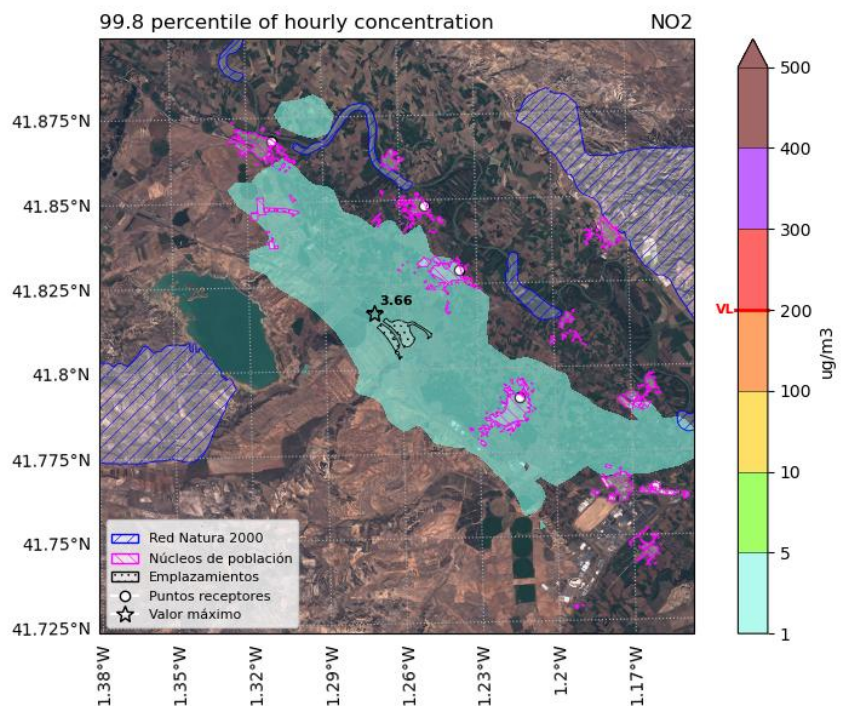 99.8 percentile of hourly concentration
NO2
41.875°N
41.85°N
41.825°N
41.8°N
41.775°N
41.75°N
41.725°N
3.66
Red Natura 2000
Núcleos de población
Emplazamientos
Puntos receptores
Valor máximo
1.38°W
1.35°W
1.32°W
1.29°W
1.26°W
1.23°W
1.2°W
1.17°W
500
400
300
VL
200
100
10
5
1
ug/m3